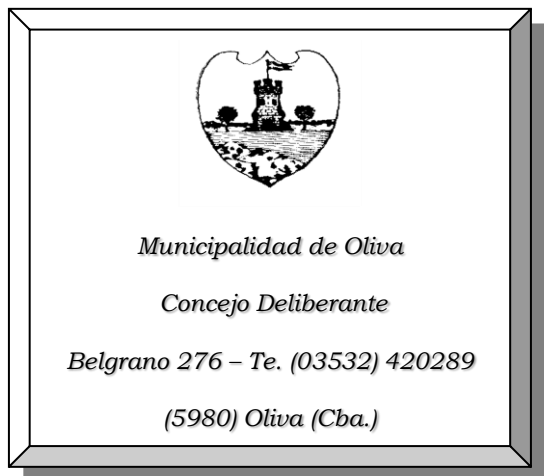 Municipalidad de Oliva
Concejo Deliberante
Belgrano 276 – Te. (03532) 420289
(5980) Oliva (Cba.)